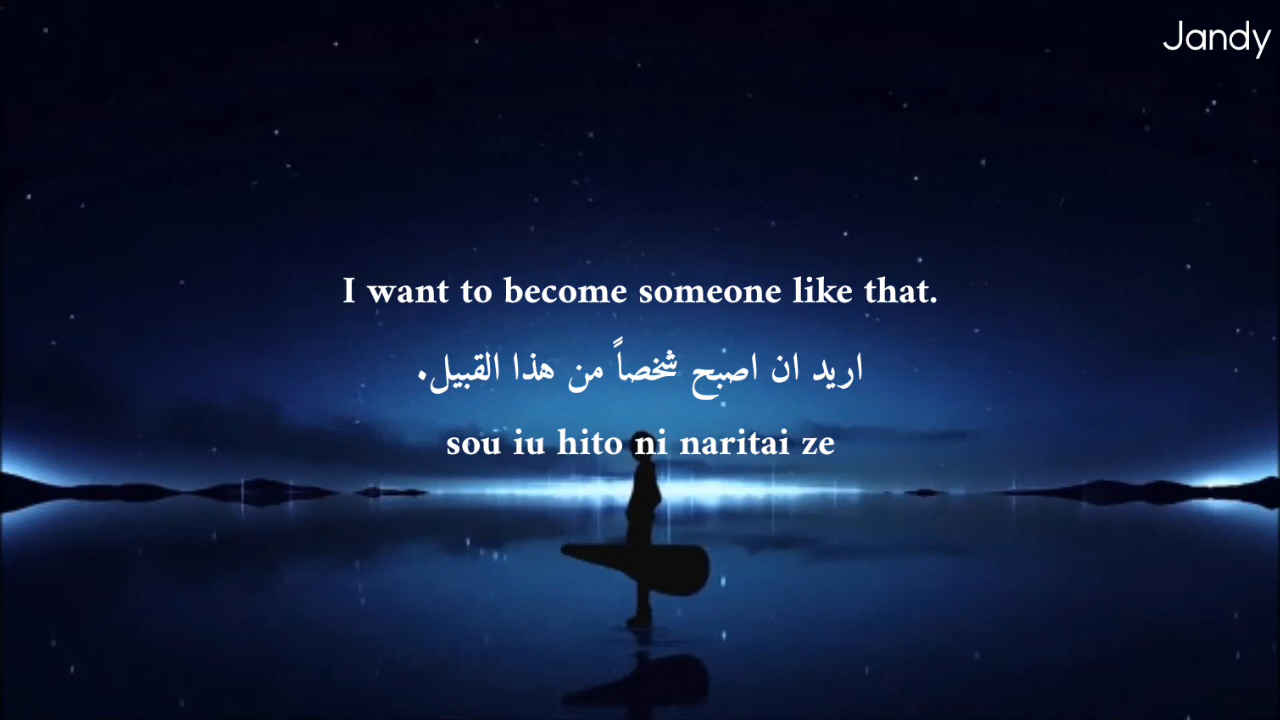 Jandy
I want to become someone like that.
اريد ان اصبح شخصاً من هذا القبيل.
sou iu hito ni naritai ze